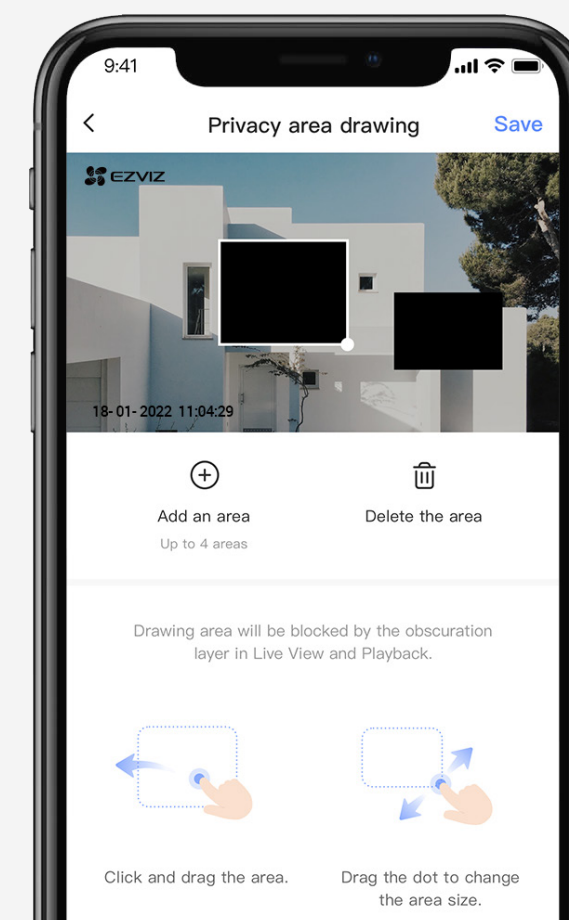 9:41
Privacy area drawing
Save
EZVIZ
18-01-2022 11:04:29
Add an area
Delete the area
Up to 4 areas
Drawing area will be blocked by the obscuration
layer in Live View and Playback.
Click and drag the area.
Drag the dot to change
the area size.